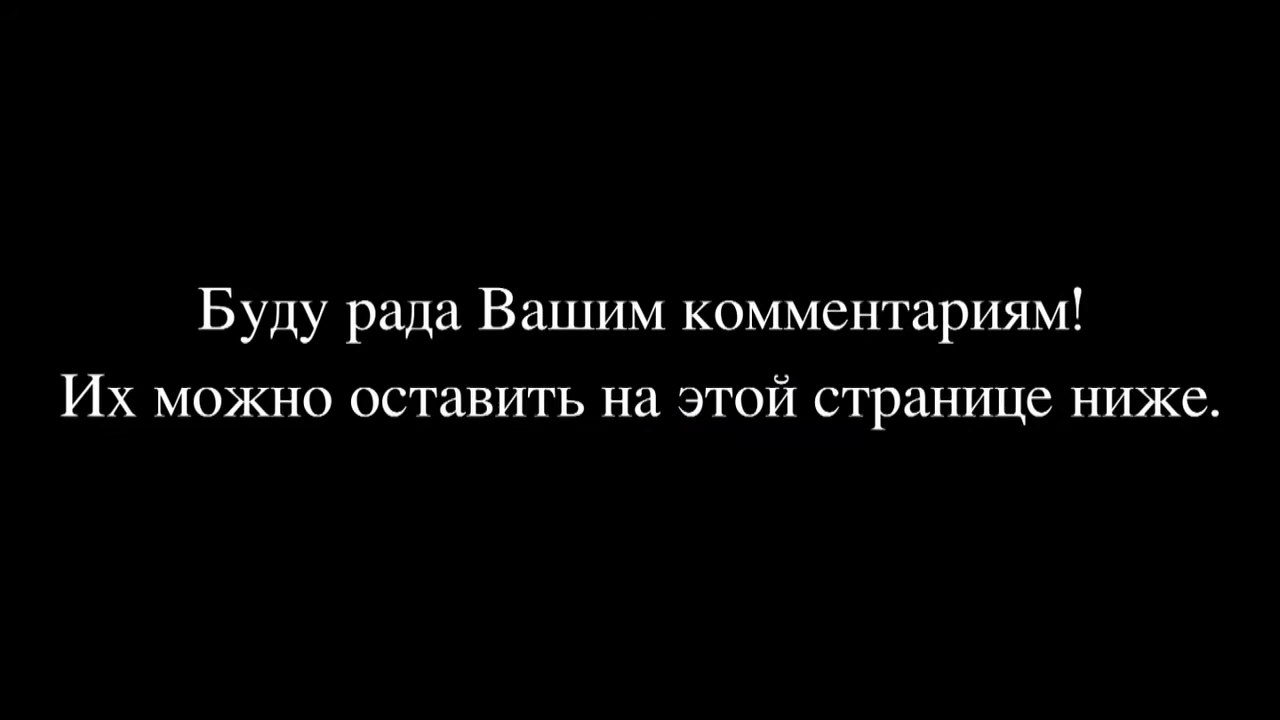 Буду рада Вашим комментариям!
Их можно оставить на этой странице ниже.